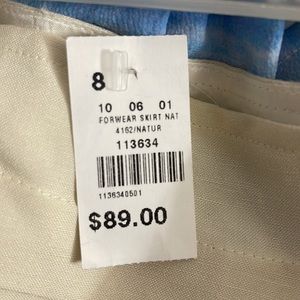 8
10 06 01
FORWEAR SKIRT NAT
4162/NATUR
113634
1136340501
$89.00